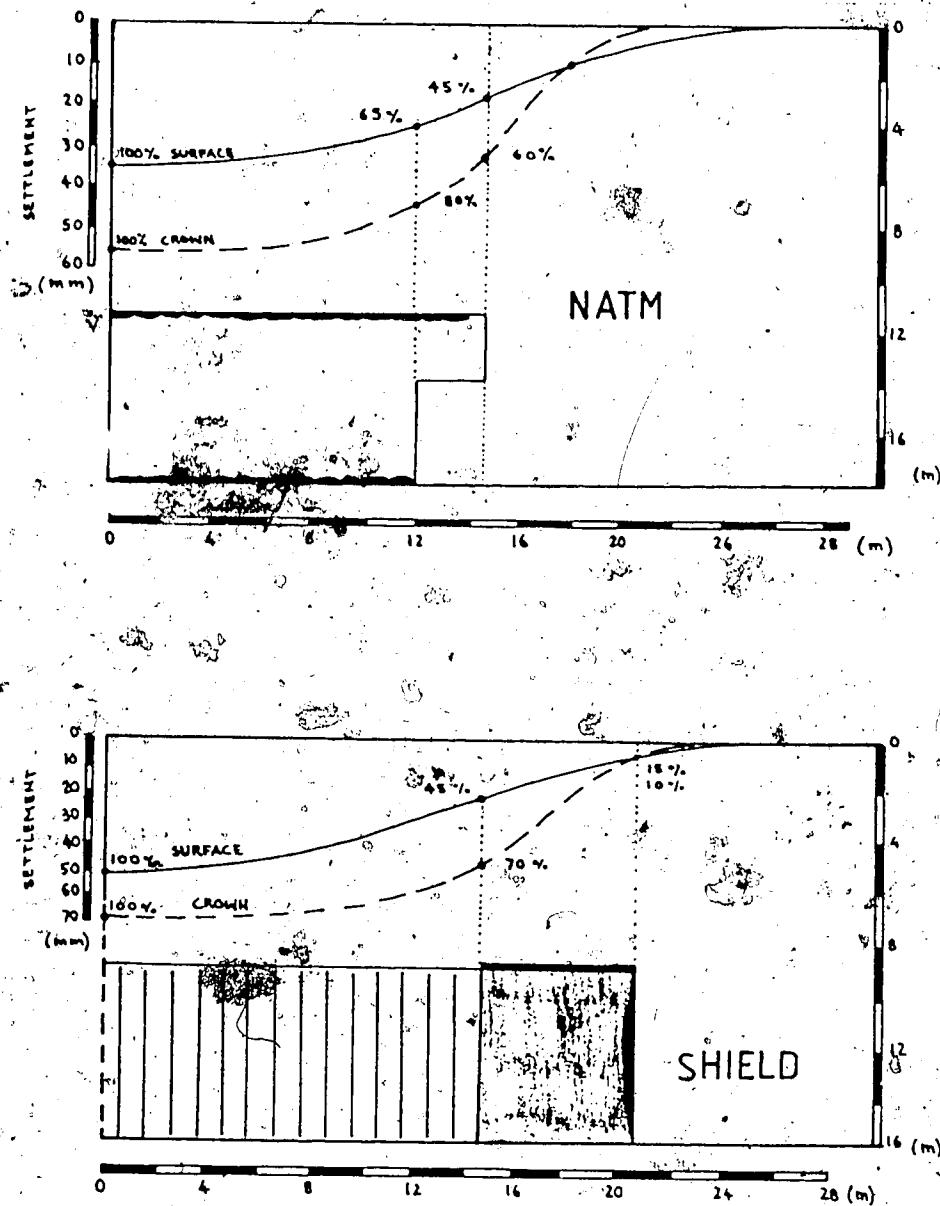 0
10
20
30
40
50
60
(mm)
SETTLEMENT
0
4
8
12
16
(m)
45%
65%
100% SURFACE
60%
80%
100% CROWN
NATM
0 4 8 12 16 20 24 28 (m)
0
10
20
30
40
50
60
70
(mm)
SETTLEMENT
0
4
8
12
16 (m)
15%
10%
45%
100% SURFACE
70%
100% CROWN
SHIELD
0 4 8 12 16 20 24 28 (m)